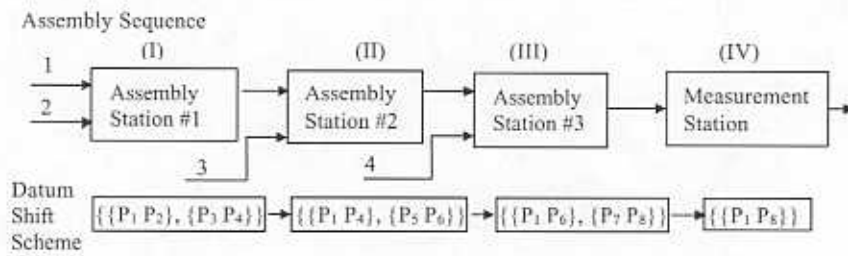 Assembly Sequence
(I) (II) (III) (IV)
1
2
Assembly Station #1
Assembly Station #2
Assembly Station #3
Measurement Station
3
4
Datum Shift Scheme
{{P₁ P₂}, {P₃ P₄}}
{{P₁ P₄}, {P₅ P₆}}
{{P₁ P₆}, {P₇ P₈}}
{{P₁ P₈}}